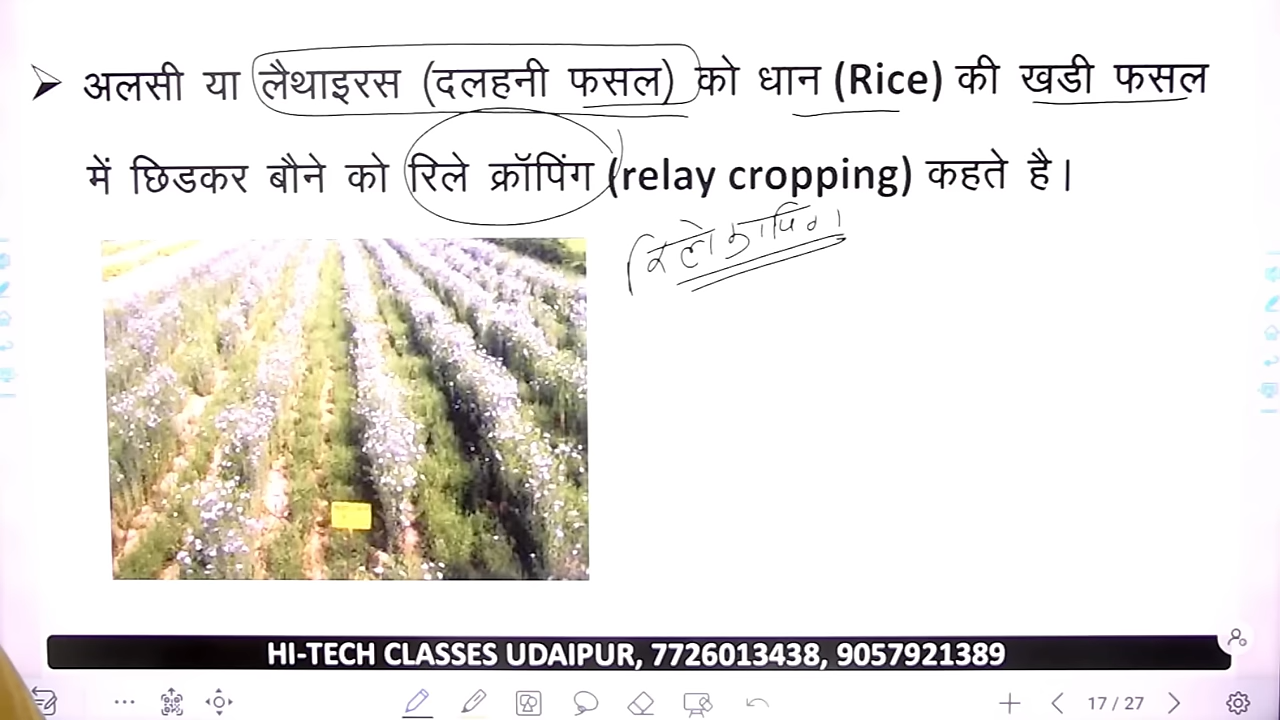 अलसी या लैथाइरस (दलहनी फसल) को धान (Rice) की खडी फसल
में छिडकर बौने को रिले क्रॉपिंग (relay cropping) कहते है।
HI-TECH CLASSES UDAIPUR, 7726013438, 9057921389
17 / 27